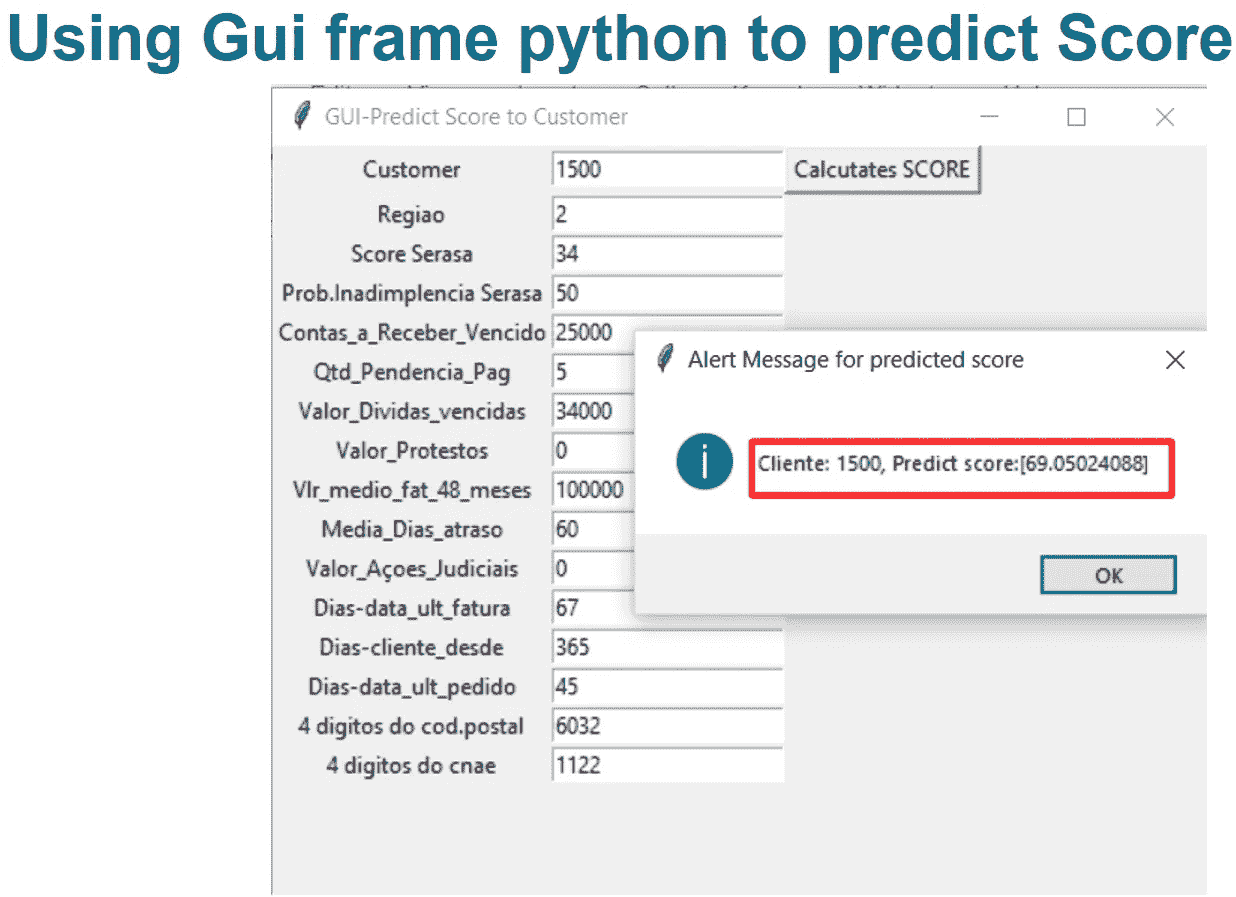 Using Gui frame python to predict Score
GUI-Predict Score to Customer
Customer 1500 Calcutates SCORE
Regiao 2
Score Serasa 34
Prob.Inadimplencia Serasa 50
Contas_a_Receber_Vencido 25000
Alert Message for predicted score
Qtd_Pendencia_Pag 5
Valor_Dividas_vencidas 34000
Valor_Protestos 0
Cliente: 1500, Predict score:[69.05024088]
Vlr_medio_fat_48_meses 100000
Media_Dias_atraso 60
Valor_Açoes_Judiciais 0
OK
Dias-data_ult_fatura 67
Dias-cliente_desde 365
Dias-data_ult_pedido 45
4 digitos do cod.postal 6032
4 digitos do cnae 1122